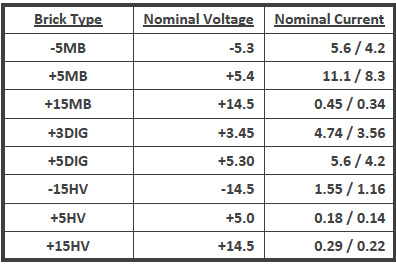 Brick Type Nominal Voltage Nominal Current
-5MB -5.3 5.6 / 4.2
+5MB +5.4 11.1 / 8.3
+15MB +14.5 0.45 / 0.34
+3DIG +3.45 4.74 / 3.56
+5DIG +5.30 5.6 / 4.2
-15HV -14.5 1.55 / 1.16
+5HV +5.0 0.18 / 0.14
+15HV +14.5 0.29 / 0.22